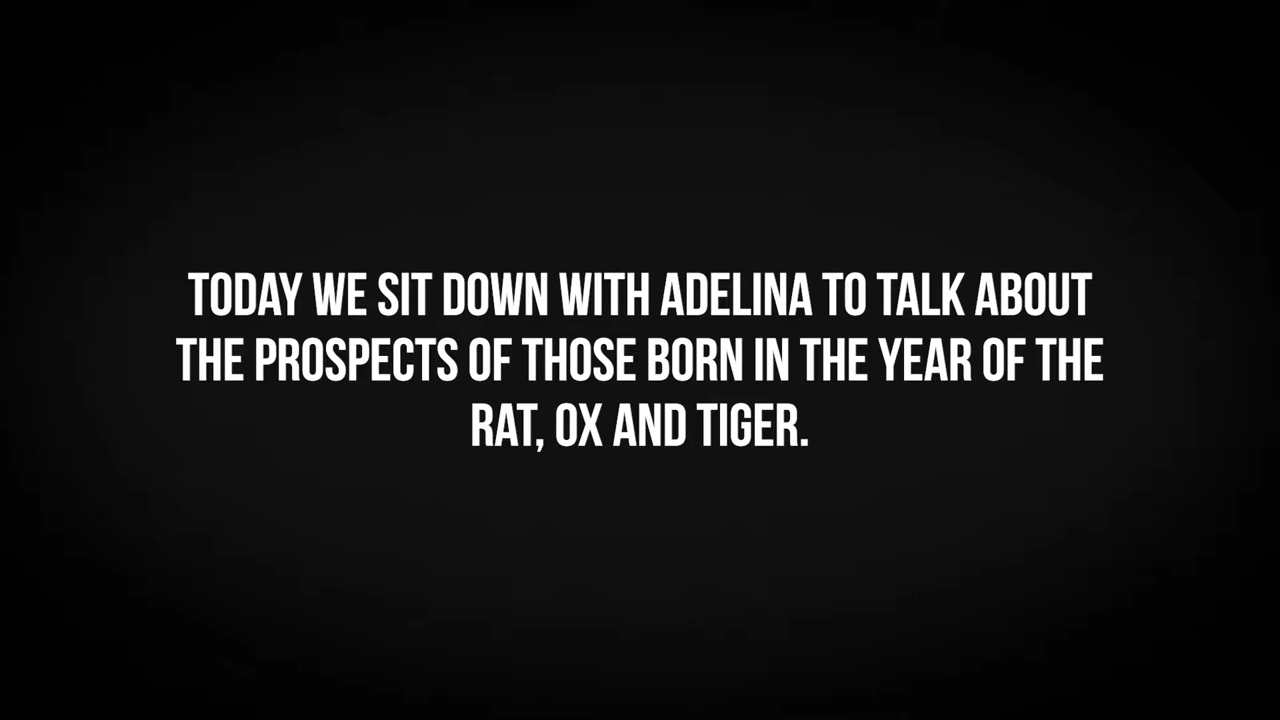 TODAY WE SIT DOWN WITH ADELINA TO TALK ABOUT
THE PROSPECTS OF THOSE BORN IN THE YEAR OF THE
RAT, OX AND TIGER.